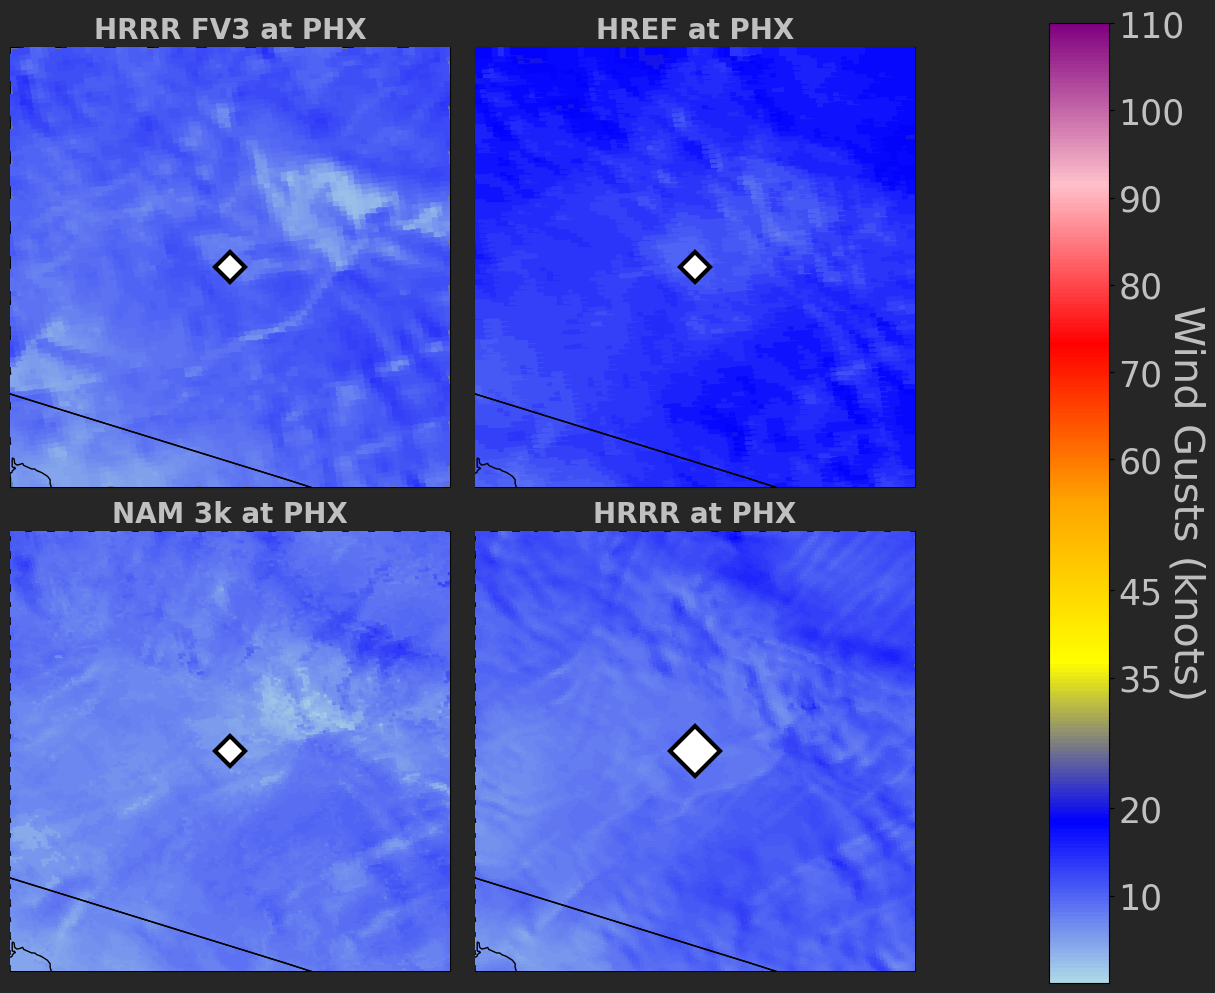 HRRR FV3 at PHX
HREF at PHX
NAM 3k at PHX
HRRR at PHX
110
100
90
80
70
60
45
35
20
10
Wind Gusts (knots)